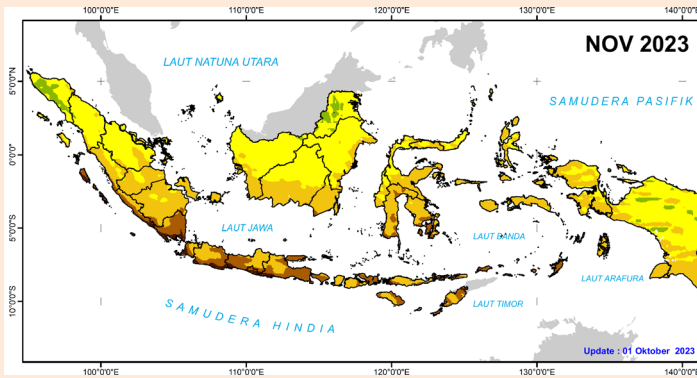 100°0'0"E 110°0'0"E 120°0'0"E 130°0'0"E 140°0'0"E
NOV 2023
LAUT NATUNA UTARA
5°0'0"N
SAMUDERA PASIFIK
0°0'0"
5°0'0"S
LAUT JAWA
LAUT BANDA
LAUT ARAFURA
10°0'0"S
LAUT TIMOR
SAMUDERA HINDIA
Update : 01 Oktober 2023
100°0'0"E 110°0'0"E 120°0'0"E 130°0'0"E 140°0'0"E